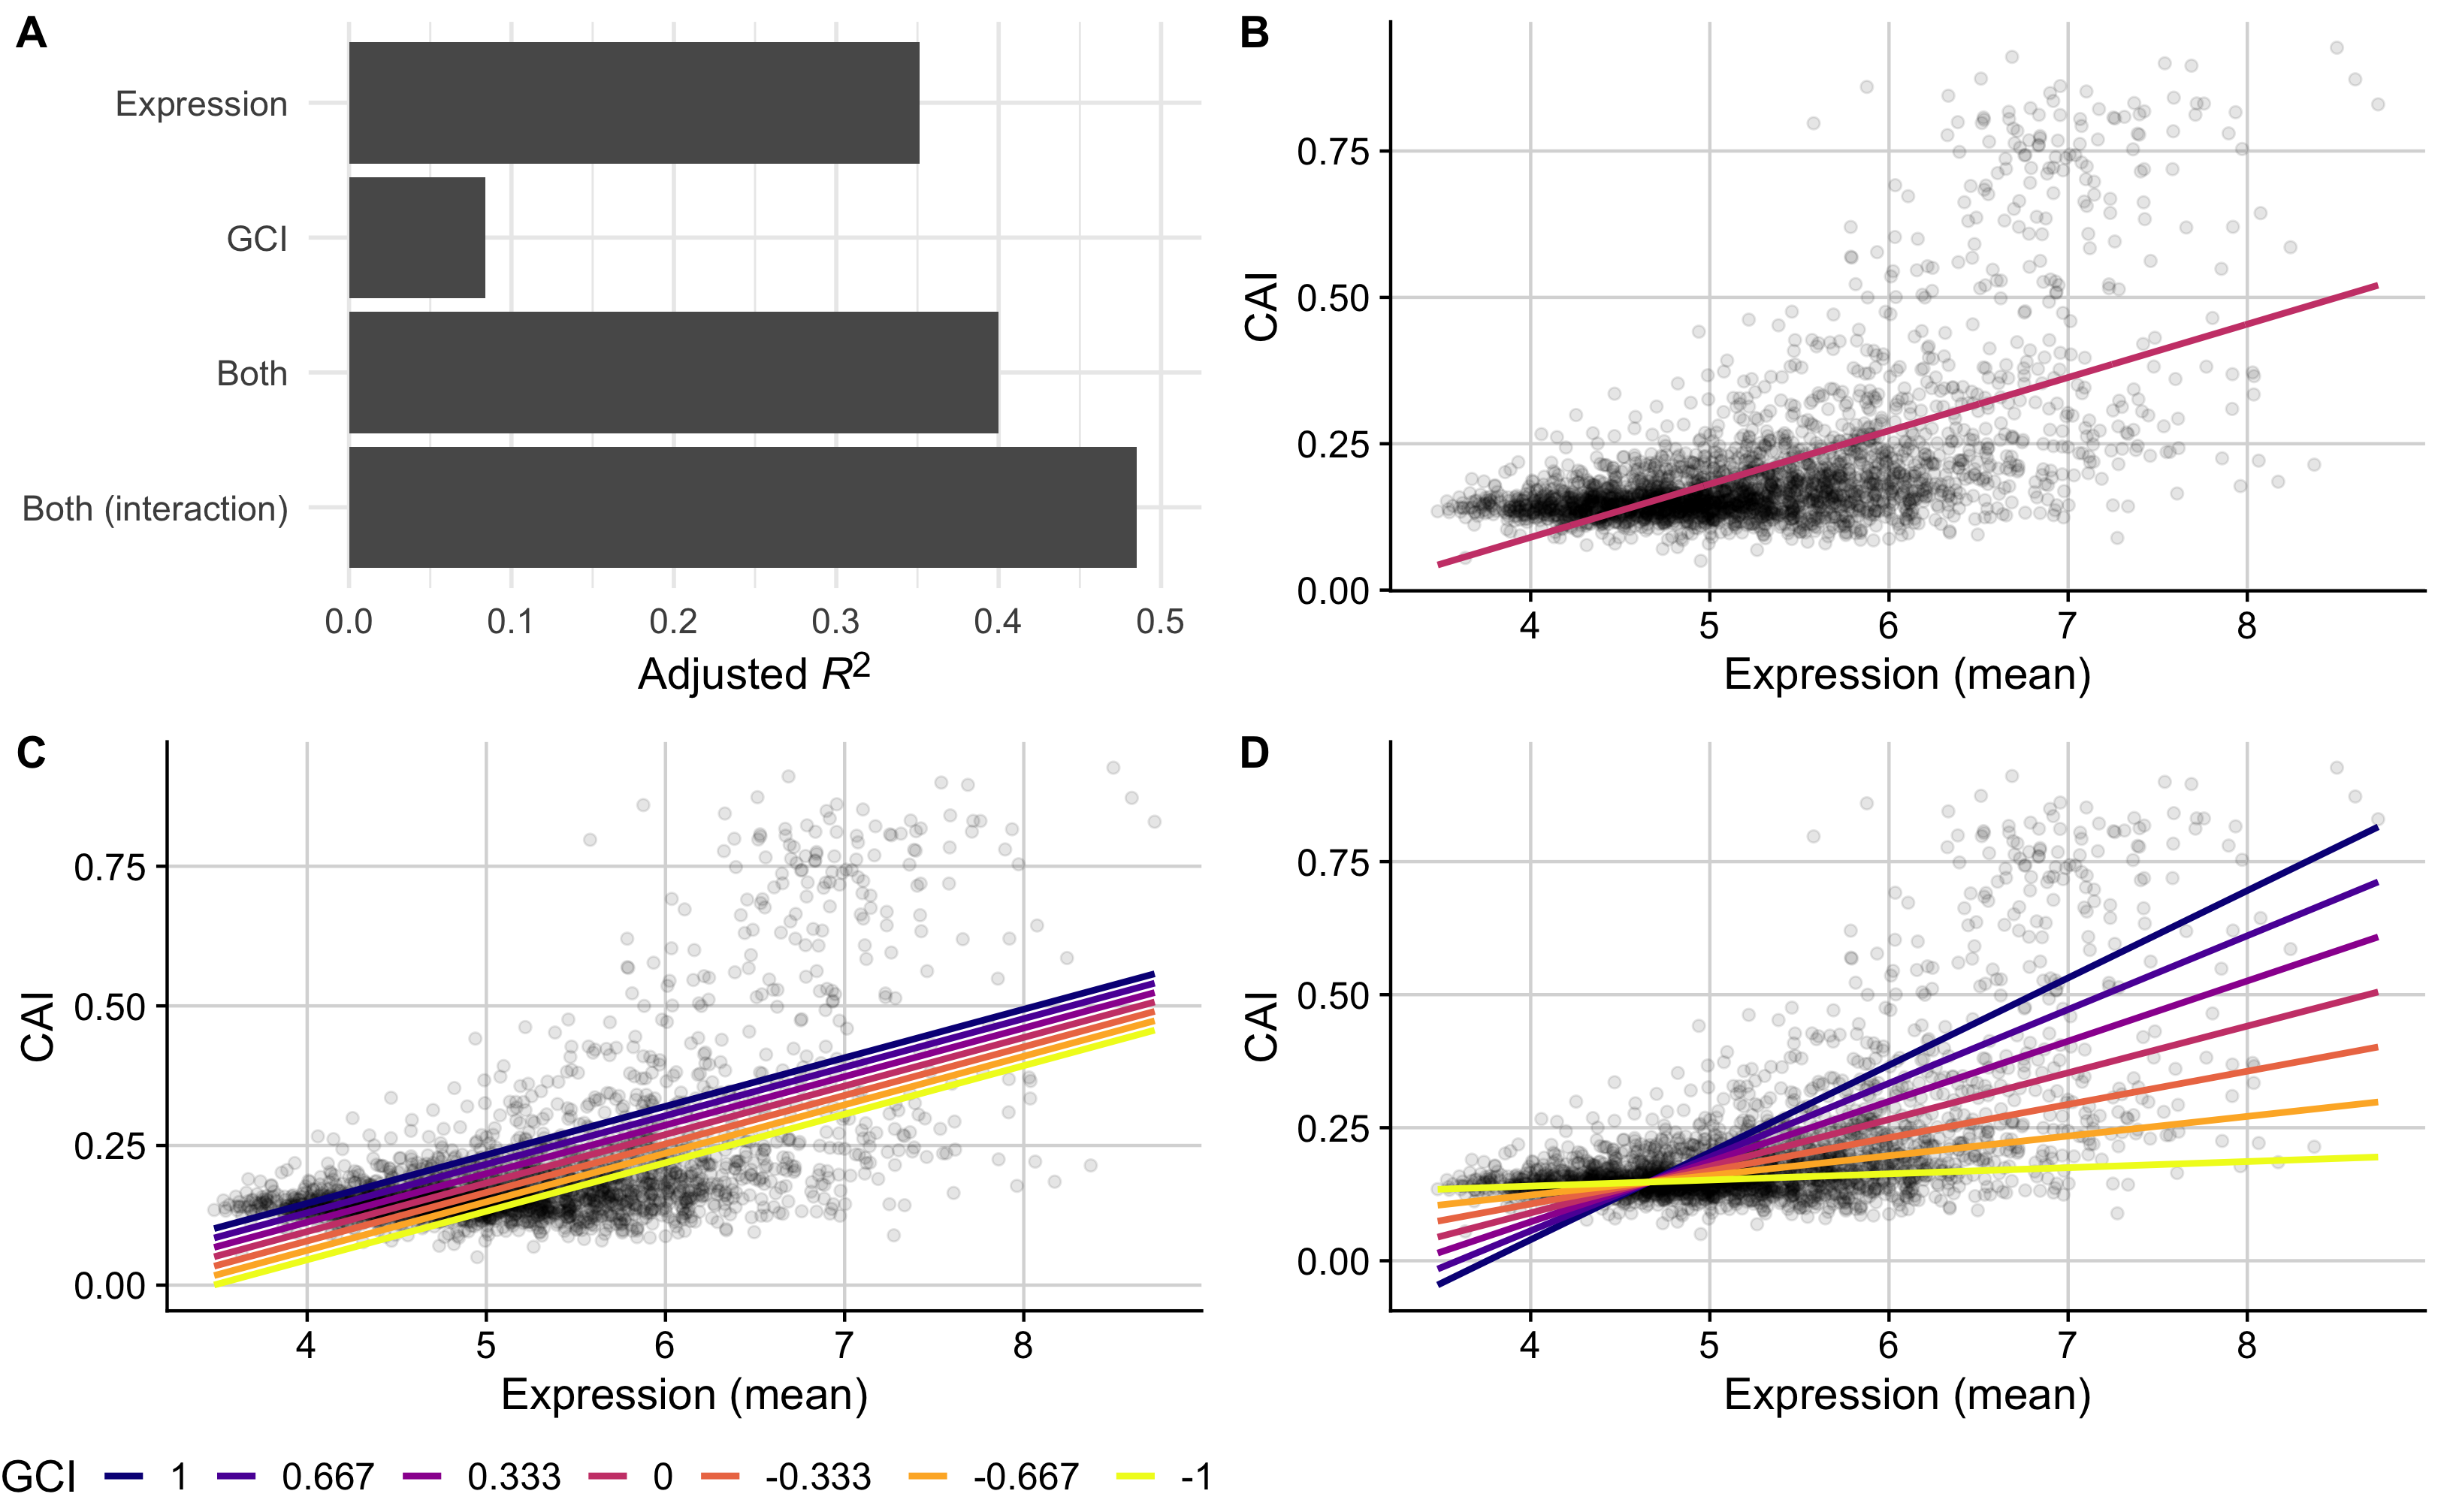 A
Expression
GCI
Both
Both (interaction)
0.0 0.1 0.2 0.3 0.4 0.5
Adjusted R²
B
CAI
0.75
0.50
0.25
0.00
4 5 6 7 8
Expression (mean)
C
CAI
0.75
0.50
0.25
0.00
4 5 6 7 8
Expression (mean)
D
CAI
0.75
0.50
0.25
0.00
4 5 6 7 8
Expression (mean)
GCI 1 0.667 0.333 0 -0.333 -0.667 -1